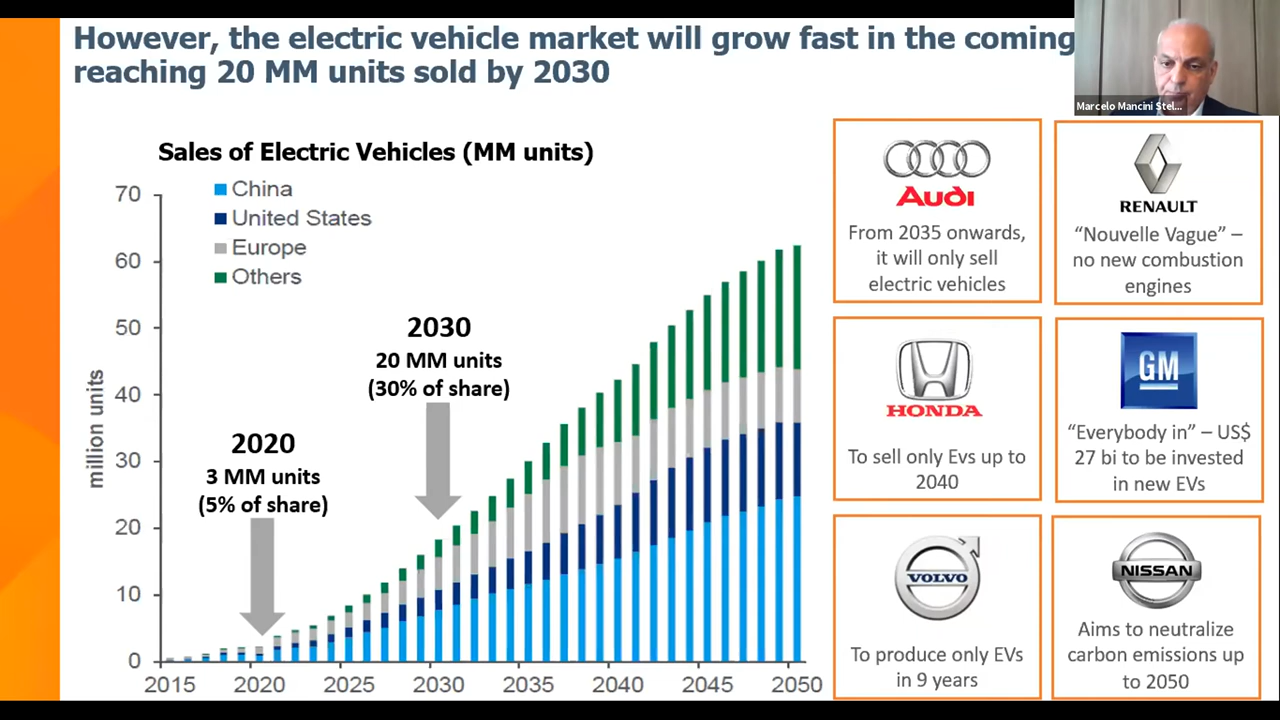 However, the electric vehicle market will grow fast in the coming
reaching 20 MM units sold by 2030
Marcelo Mancini Stel...
Sales of Electric Vehicles (MM units)
China
United States
Europe
Others
million units
70
60
50
40
30
20
10
0
2015
2020
2025
2030
2035
2040
2045
2050
2020
3 MM units
(5% of share)
2030
20 MM units
(30% of share)
Audi
From 2035 onwards,
it will only sell
electric vehicles
RENAULT
“Nouvelle Vague” –
no new combustion
engines
HONDA
To sell only Evs up to
2040
GM
“Everybody in” – US$
27 bi to be invested
in new EVs
VOLVO
To produce only EVs
in 9 years
NISSAN
Aims to neutralize
carbon emissions up
to 2050